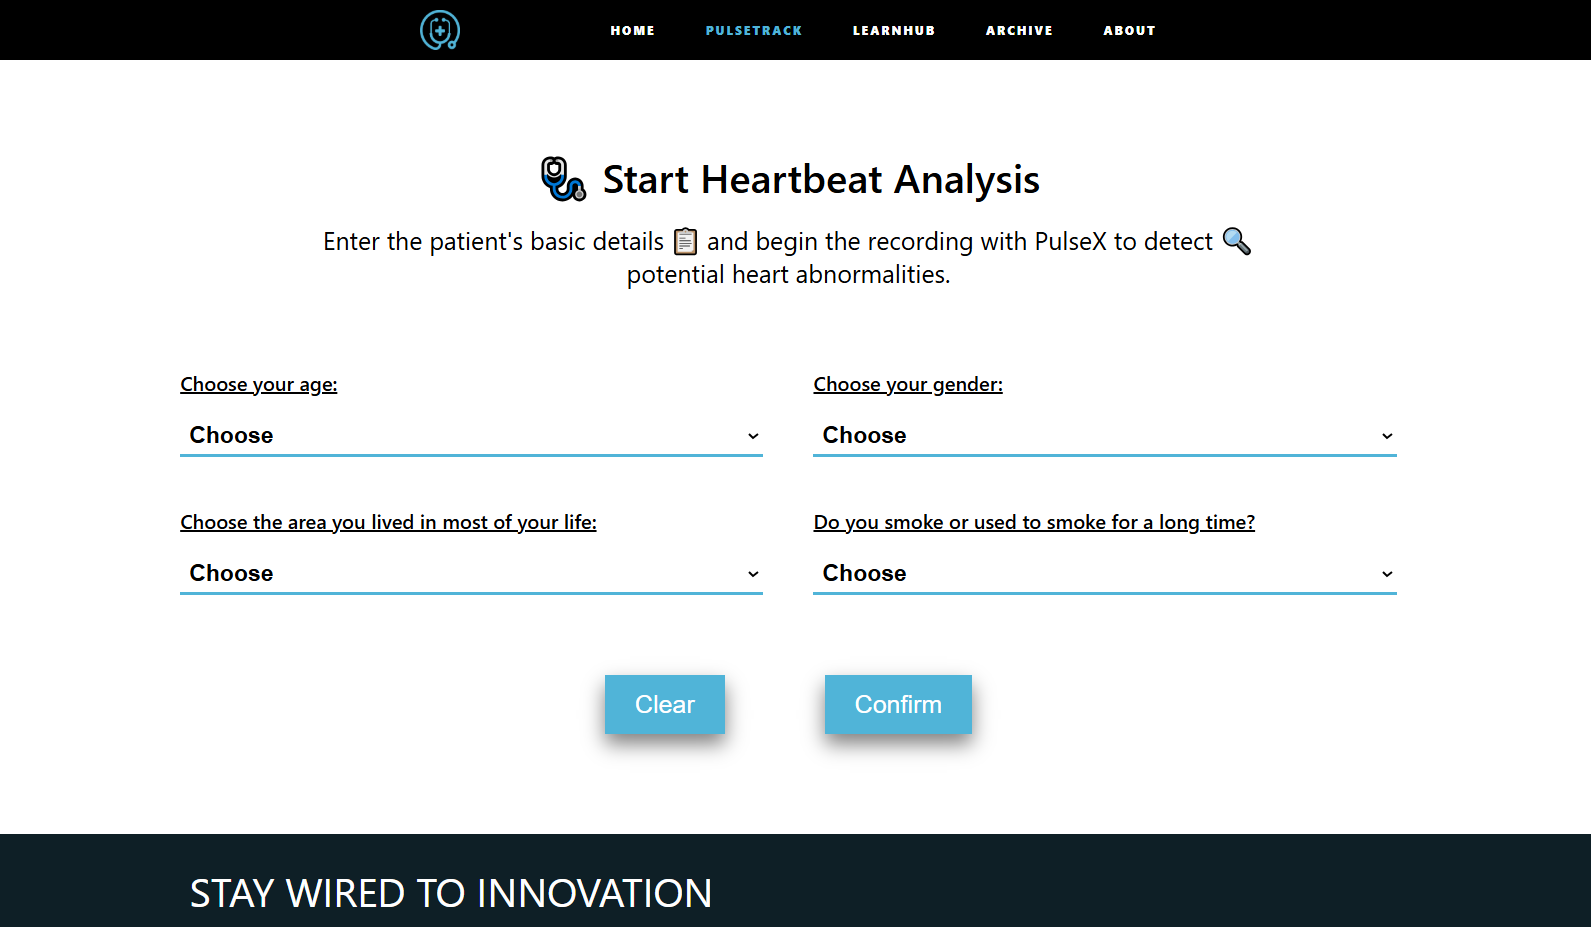 HOME PULSETRACK LEARNHUB ARCHIVE ABOUT
Start Heartbeat Analysis
Enter the patient's basic details and begin the recording with PulseX to detect
potential heart abnormalities.
Choose your age: Choose your gender:
Choose Choose
Choose the area you lived in most of your life: Do you smoke or used to smoke for a long time?
Choose Choose
Clear Confirm
STAY WIRED TO INNOVATION